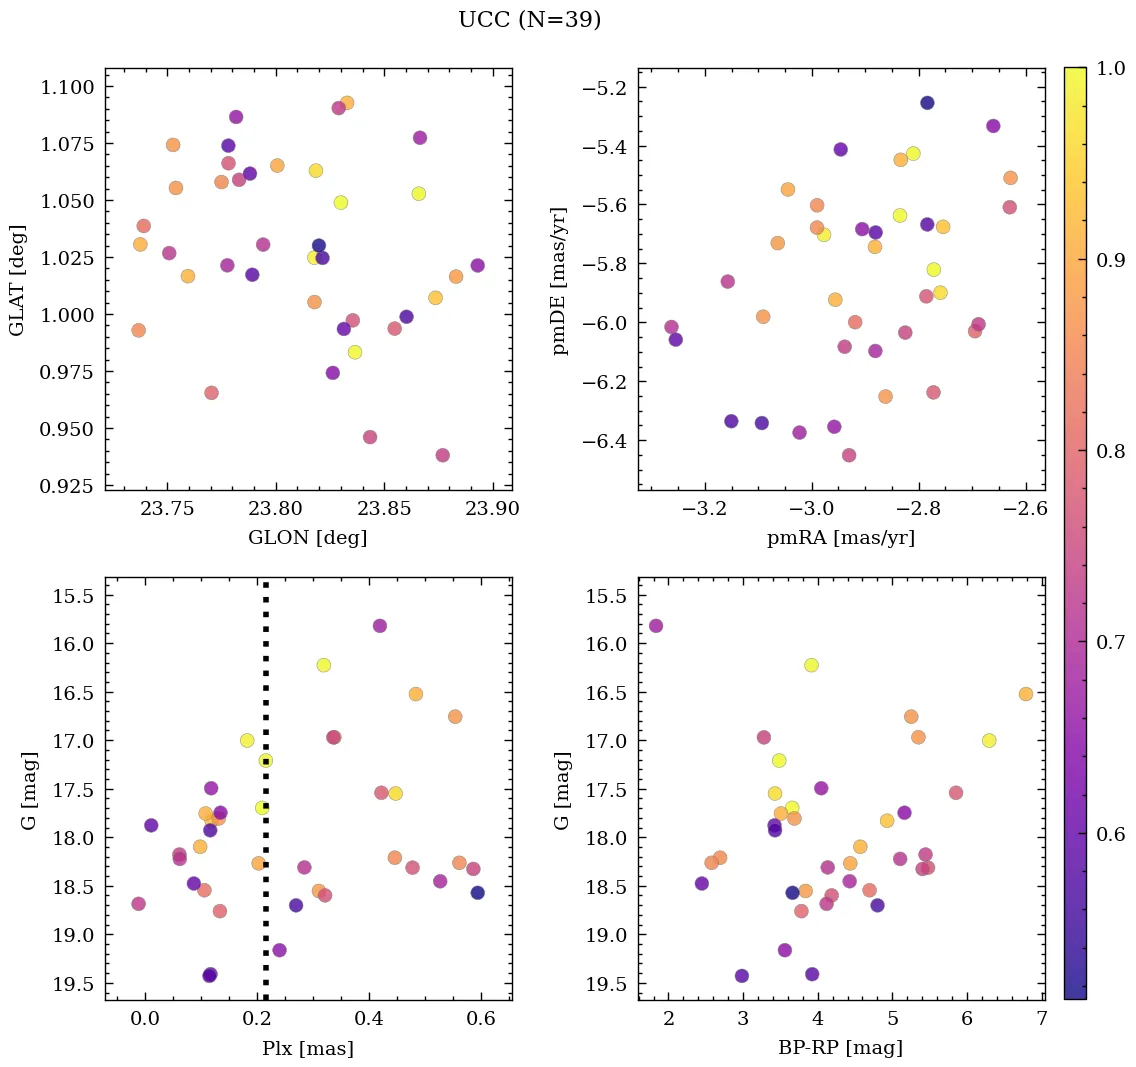 UCC (N=39)
1.100
1.075
1.050
1.025
1.000
0.975
0.950
0.925
GLAT [deg]
23.75 23.80 23.85 23.90
GLON [deg]
−5.2
−5.4
−5.6
−5.8
−6.0
−6.2
−6.4
pmDE [mas/yr]
−3.2 −3.0 −2.8 −2.6
pmRA [mas/yr]
15.5
16.0
16.5
17.0
17.5
18.0
18.5
19.0
19.5
G [mag]
0.0 0.2 0.4 0.6
Plx [mas]
15.5
16.0
16.5
17.0
17.5
18.0
18.5
19.0
19.5
G [mag]
2 3 4 5 6 7
BP-RP [mag]
1.0
0.9
0.8
0.7
0.6